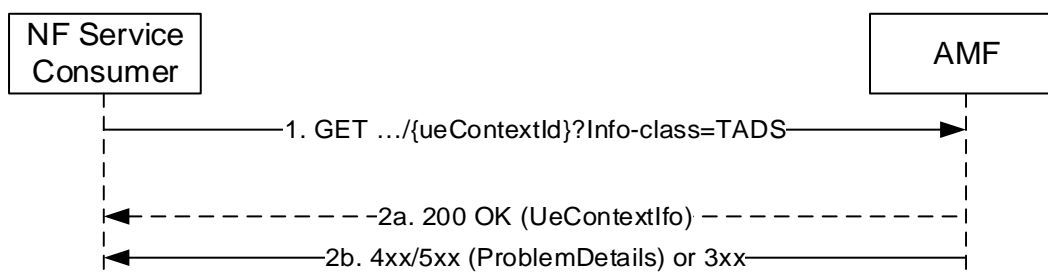 NF Service
Consumer
AMF
1. GET …/{ueContextId}?Info-class=TADS
2a. 200 OK (UeContextIfo)
2b. 4xx/5xx (ProblemDetails) or 3xx